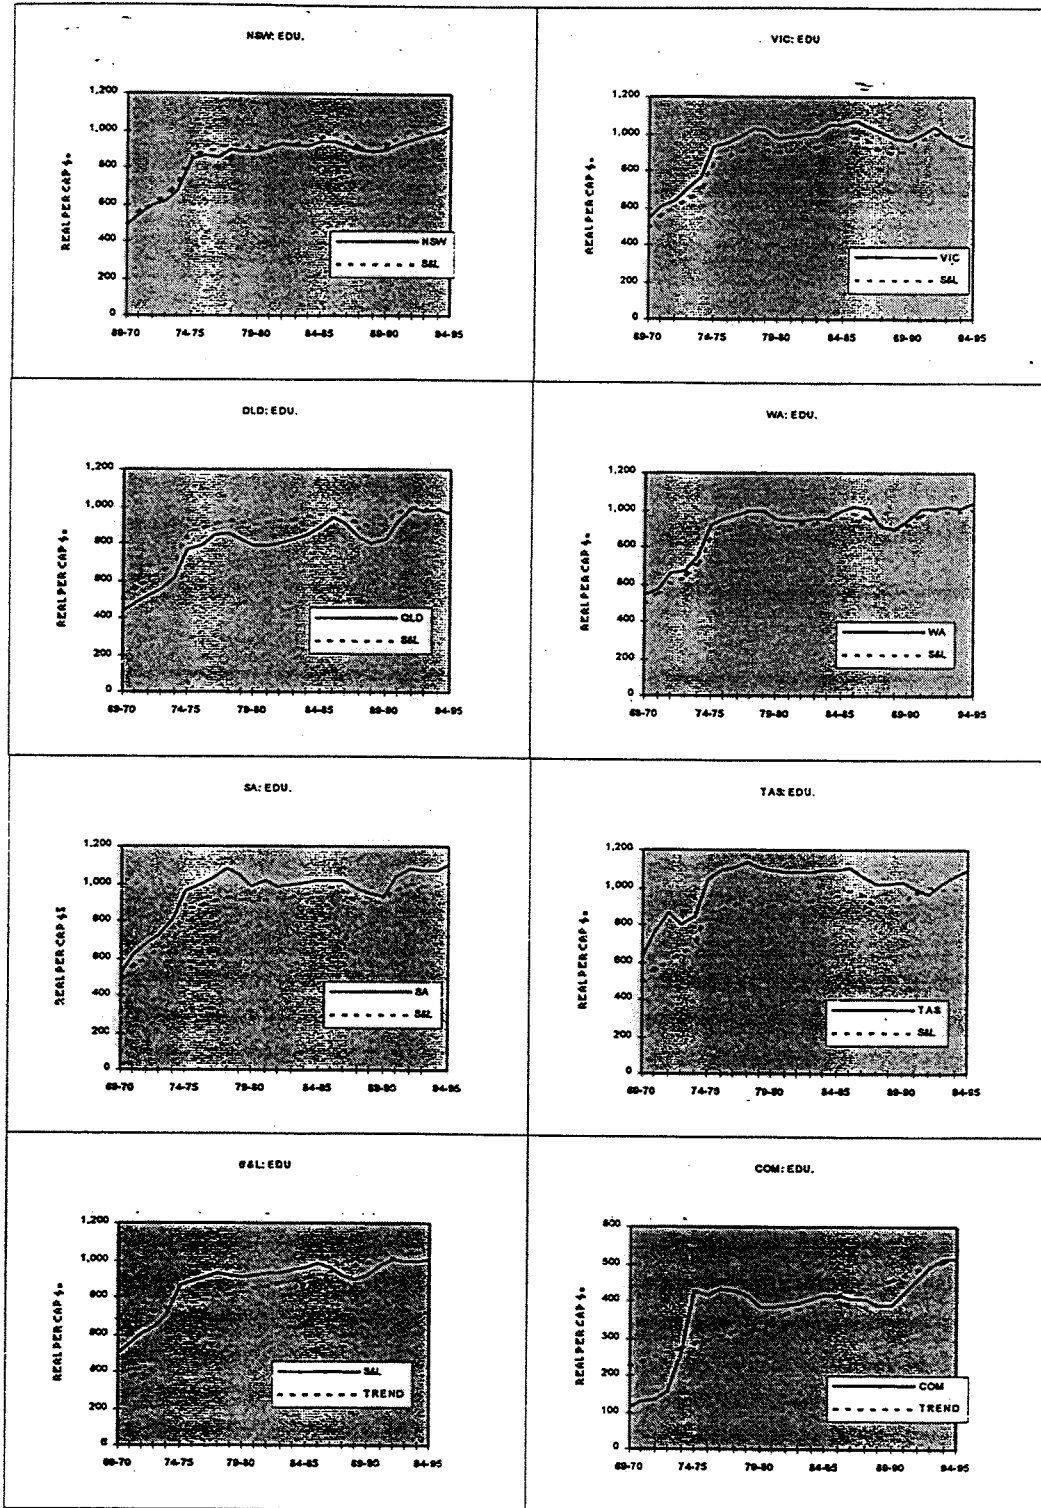 NSW: EDU.
REAL PER CAP $s
1,200
1,000
800
600
400
200
0
NSW
S&L
69-70 74-75 79-80 84-85 89-90 94-95
VIC: EDU
REAL PER CAP $s
1,200
1,000
800
600
400
200
0
VIC
S&L
69-70 74-75 79-80 84-85 89-90 94-95
QLD: EDU.
REAL PER CAP $s
1,200
1,000
800
600
400
200
0
QLD
S&L
69-70 74-75 79-80 84-85 89-90 94-95
WA: EDU.
REAL PER CAP $s
1,200
1,000
800
600
400
200
0
WA
S&L
69-70 74-75 79-80 84-85 89-90 94-95
SA: EDU.
REAL PER CAP $S
1,200
1,000
800
600
400
200
0
SA
S&L
69-70 74-75 79-80 84-85 89-90 94-95
TAS: EDU.
REAL PER CAP $s
1,200
1,000
800
600
400
200
0
TAS
S&L
69-70 74-75 79-80 84-85 89-90 94-95
S&L: EDU
REAL PER CAP $s
1,200
1,000
800
600
400
200
0
S&L
TREND
69-70 74-75 79-80 84-85 89-90 94-95
COM: EDU.
REAL PER CAP $s
600
500
400
300
200
100
0
COM
TREND
69-70 74-75 79-80 84-85 89-90 94-95